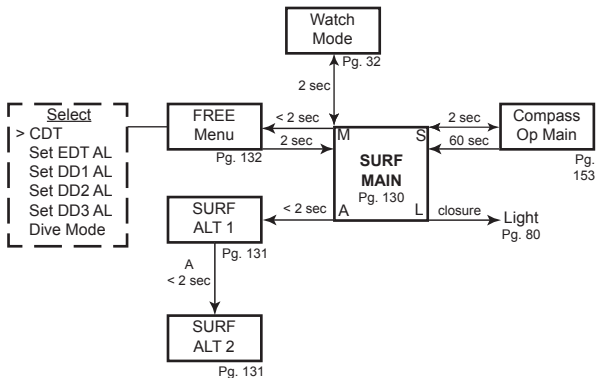 Watch
Mode
Pg. 32
2 sec
Select
> CDT
Set EDT AL
Set DD1 AL
Set DD2 AL
Set DD3 AL
Dive Mode
FREE
Menu
Pg. 132
< 2 sec
2 sec
M
S
SURF
MAIN
Pg. 130
A
L
2 sec
60 sec
Compass
Op Main
Pg.
153
SURF
ALT 1
Pg. 131
< 2 sec
closure
Light
Pg. 80
A
< 2 sec
SURF
ALT 2
Pg. 131